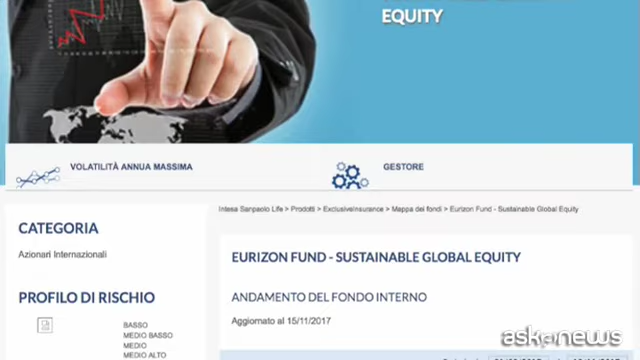 EQUITY
VOLATILITÀ ANNUA MASSIMA
GESTORE
Intesa Sanpaolo Life > Prodotti > ExclusiveInsurance > Mappa dei fondi > Eurizon Fund - Sustainable Global Equity
CATEGORIA
Azionari Internazionali
EURIZON FUND - SUSTAINABLE GLOBAL EQUITY
PROFILO DI RISCHIO
ANDAMENTO DEL FONDO INTERNO
Aggiornato al 15/11/2017
BASSO
MEDIO BASSO
MEDIO
MEDIO ALTO
askanews